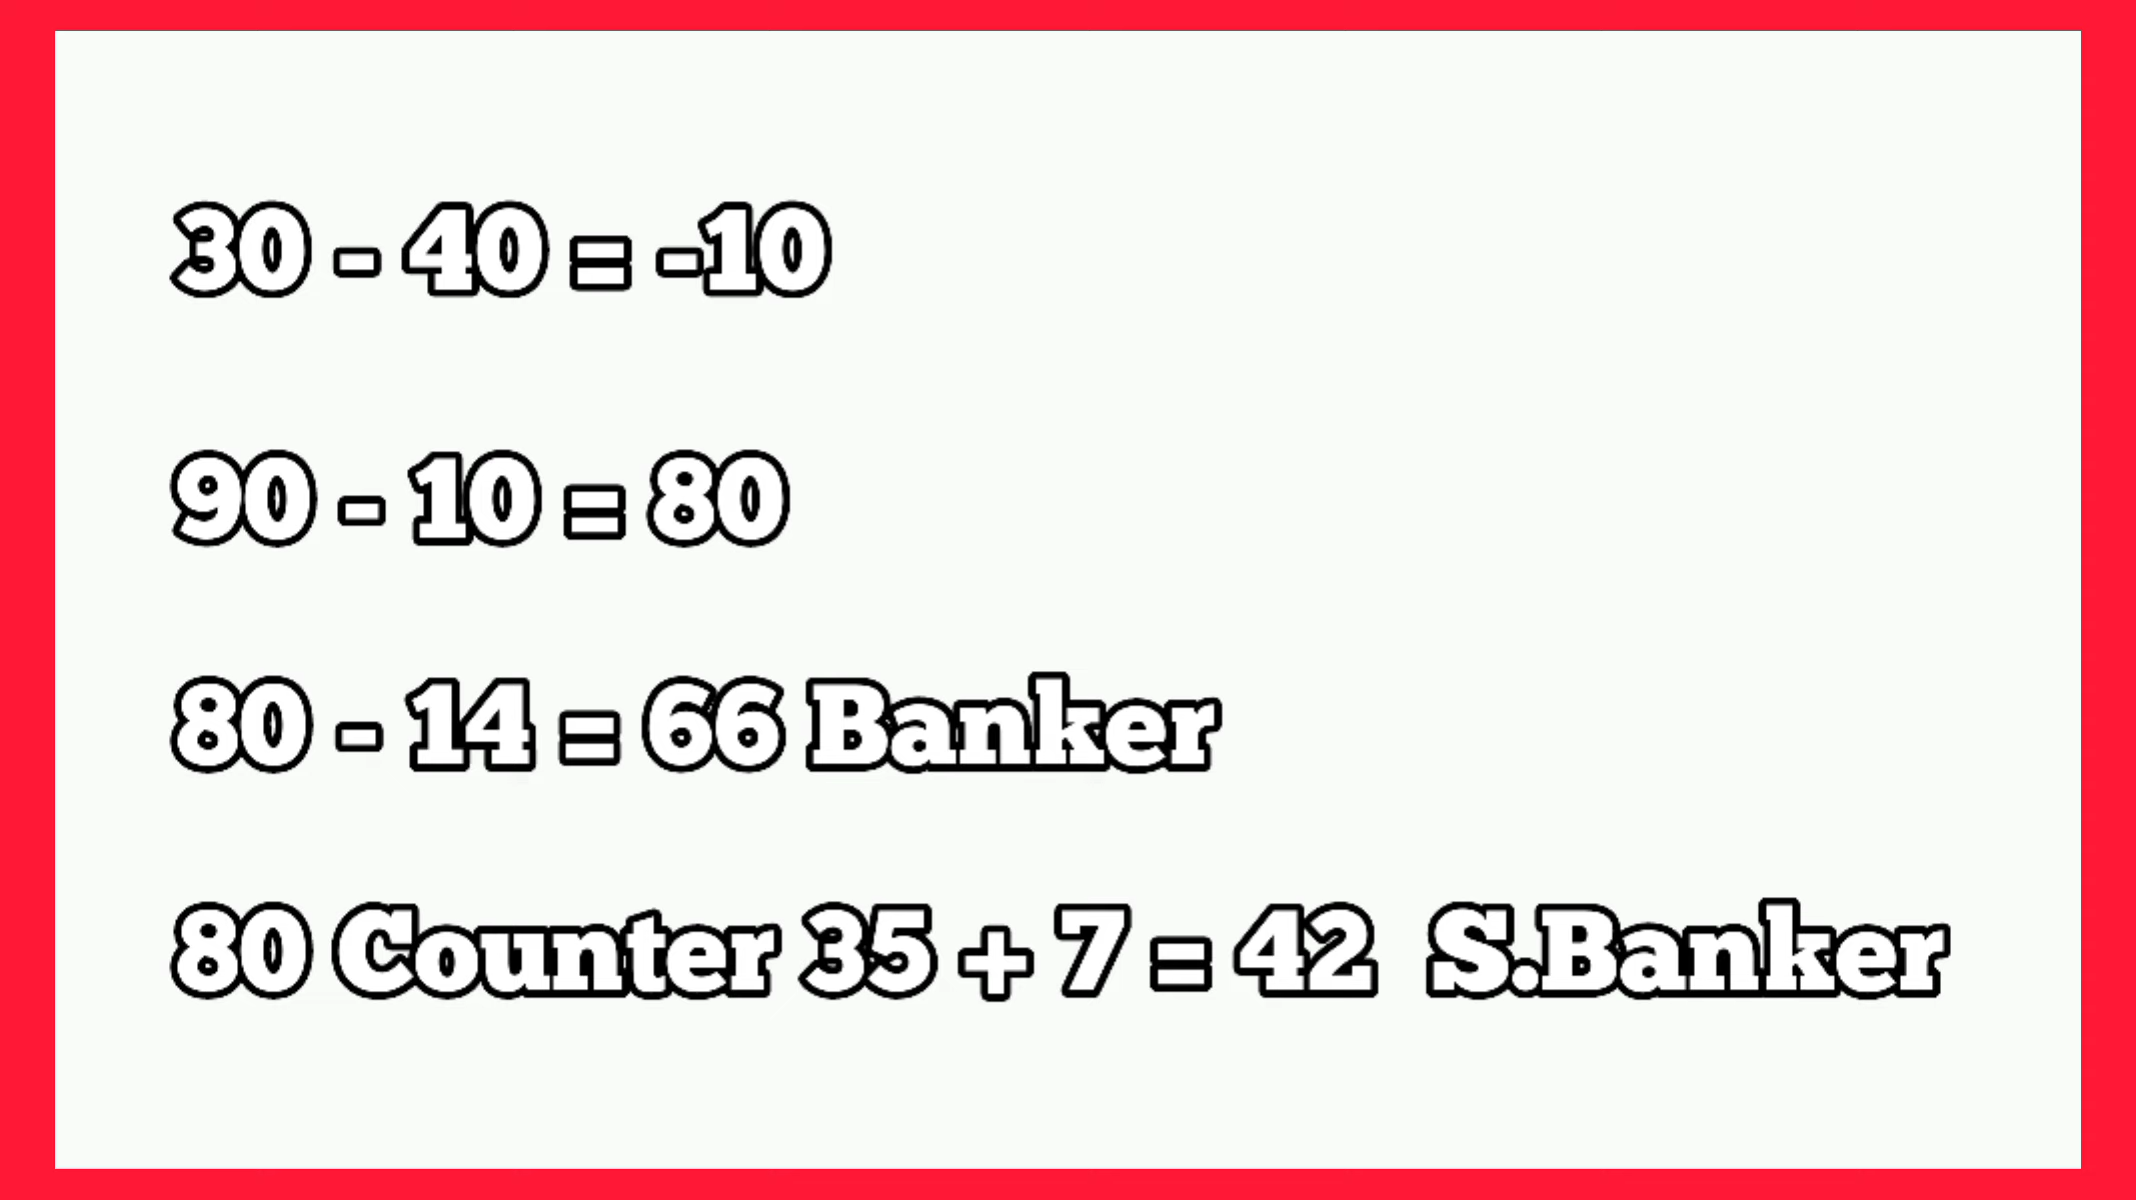 30 - 40 = -10
90 - 10 = 80
80 - 14 = 66 Banker
80 Counter 35 + 7 = 42 S.Banker